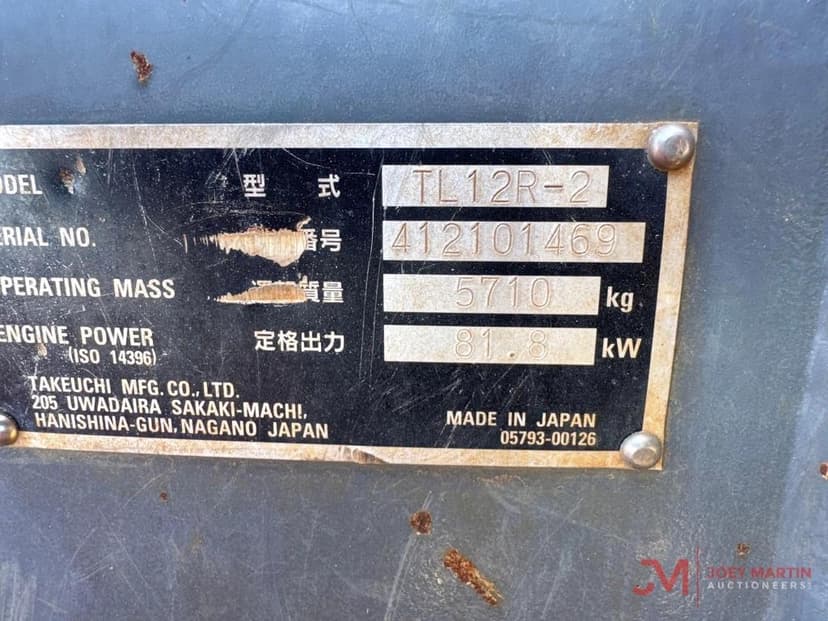 ODEL 型 式 TL12R-2
ERIAL NO. 番号 412101469
PERATING MASS 質量 5710 kg
ENGINE POWER 定格出力 81.8 kW
(ISO 14396)
TAKEUCHI MFG.CO.,LTD.
205 UWADAIRA SAKAKI-MACHI,
HANISHINA-GUN, NAGANO JAPAN
MADE IN JAPAN
05793-00126
JM JOEY MARTIN
AUCTIONEERS